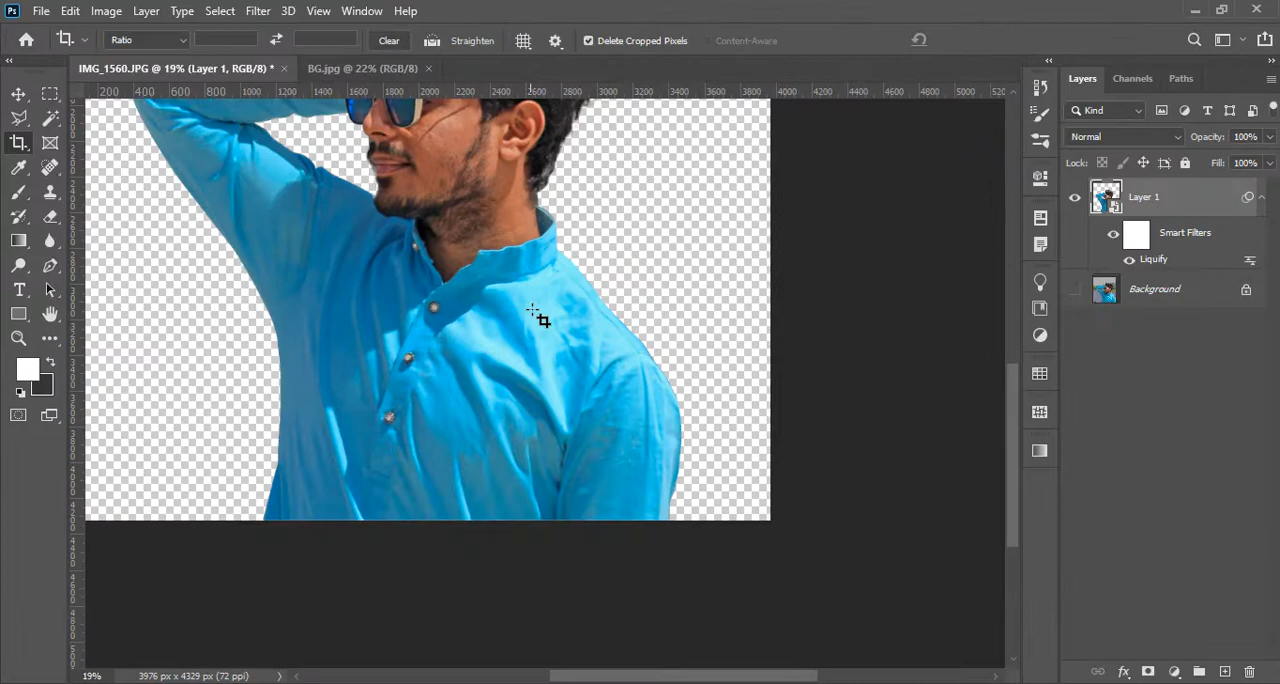 Ps File Edit Image Layer Type Select Filter 3D View Window Help
Ratio Clear Straighten Delete Cropped Pixels Content-Aware
IMG_1560.JPG @ 19% (Layer 1, RGB/8) * × BG.jpg @ 22% (RGB/8) ×
200 400 600 800 1000 1200 1400 1600 1800 2000 2200 2400 2600 2800 3000 3200 3400 3600 3800 4000 4200 4400 4600 4800 5000
Layers Channels Paths
Kind
Normal Opacity: 100%
Lock: Fill: 100%
Layer 1
Smart Filters
Liquify
Background
19% 3976 px x 4329 px (72 ppi)